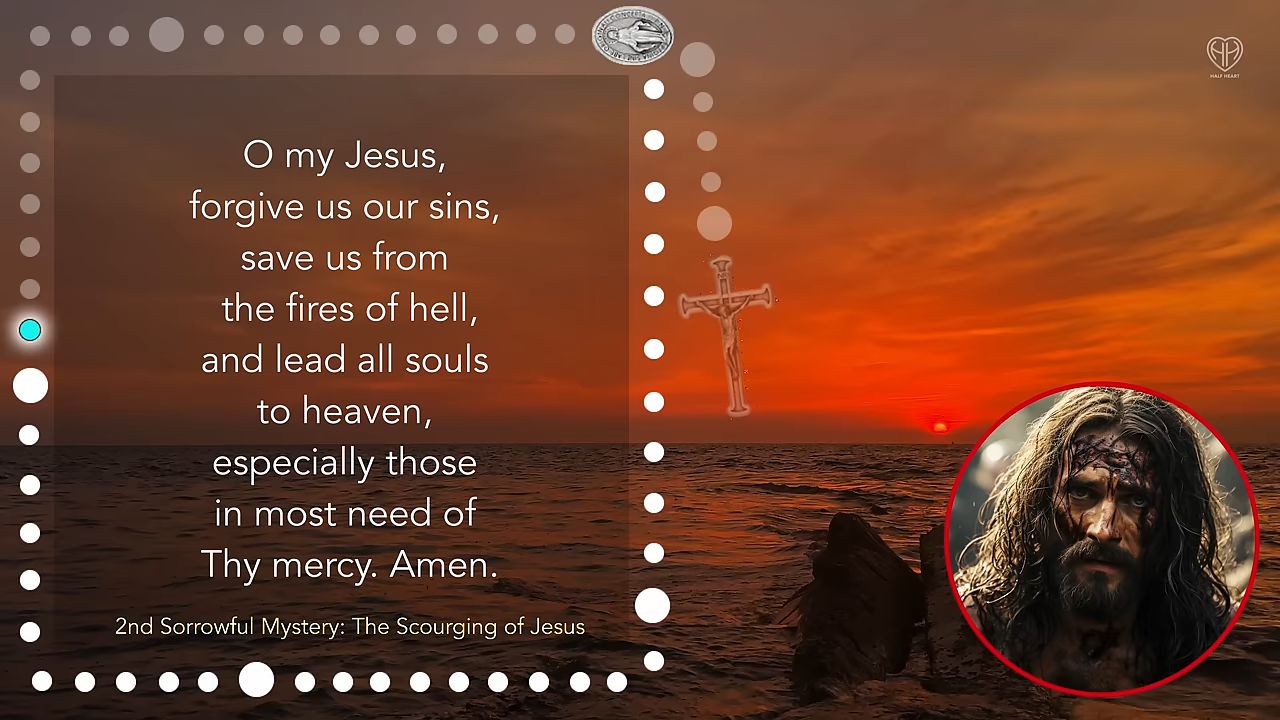 O my Jesus,
forgive us our sins,
save us from
the fires of hell,
and lead all souls
to heaven,
especially those
in most need of
Thy mercy. Amen.
2nd Sorrowful Mystery: The Scourging of Jesus
HALF HEART